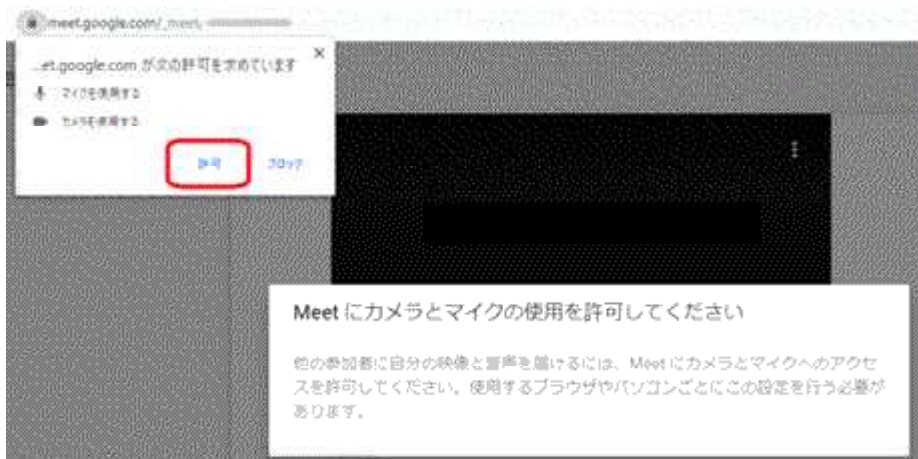 meet.google.com/_meet/
...et.google.com が次の許可を求めています
マイクを使用する
カメラを使用する
許可 ブロック
Meet にカメラとマイクの使用を許可してください
他の参加者に自分の映像と音声を届けるには、Meet にカメラとマイクへのアクセ
スを許可してください。使用するブラウザやパソコンごとにこの設定を行う必要が
あります。